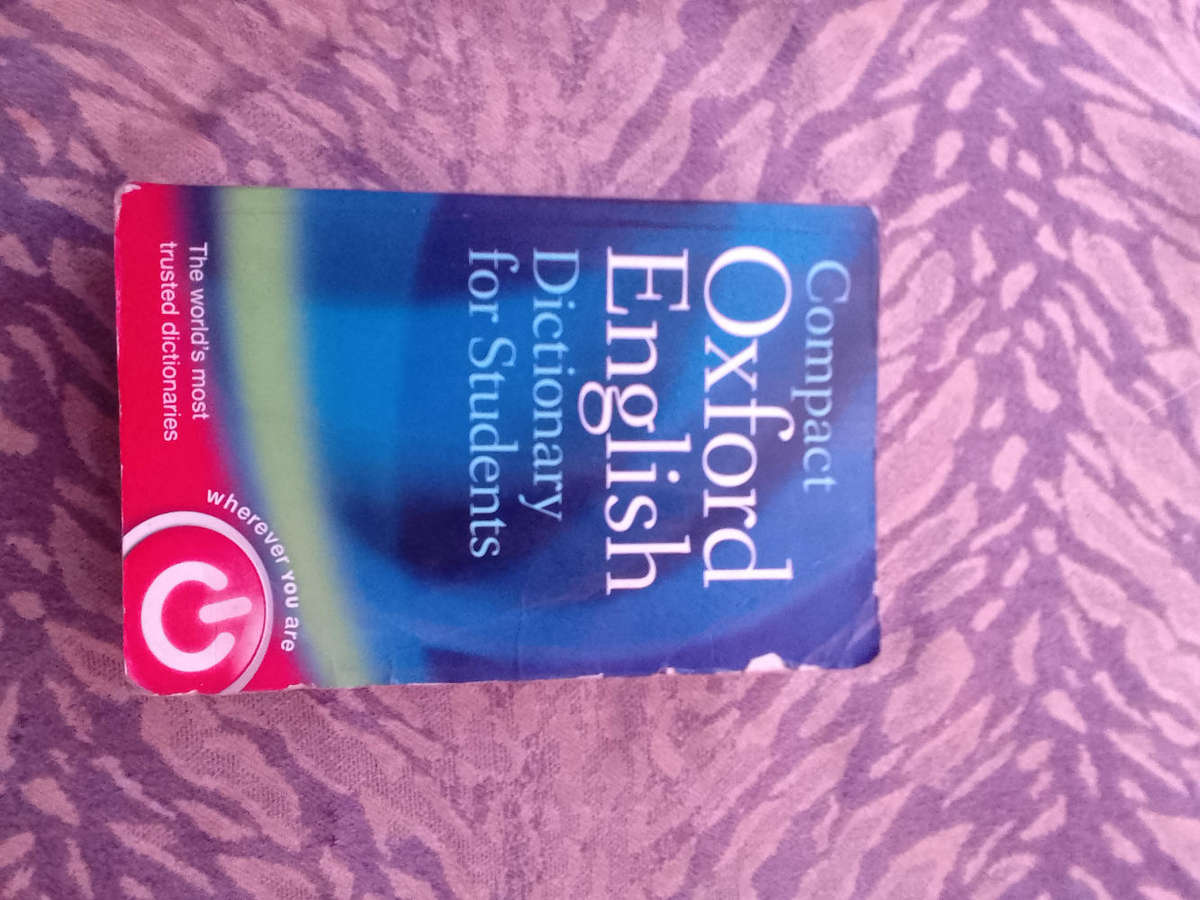 Compact
Oxford
English
Dictionary
for Students
The world's most
trusted dictionaries
wherever you are